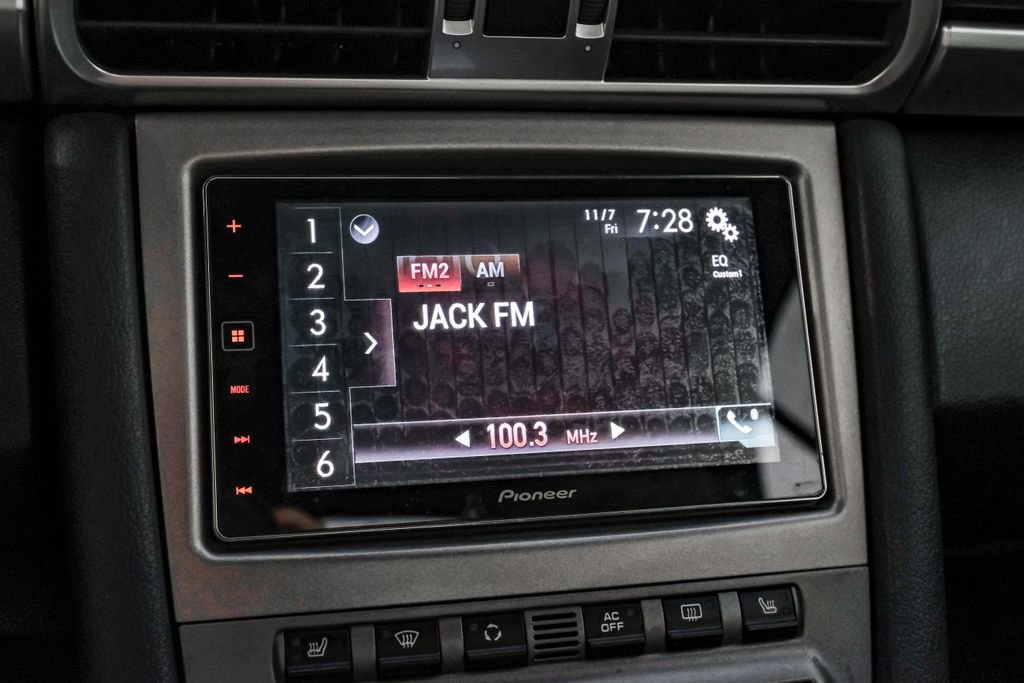 1
2
3
4
5
6
11/7
Fri
7:28
EQ
Custom1
FM2
AM
JACK FM
100.3 MHz
MODE
Pioneer
AC
OFF